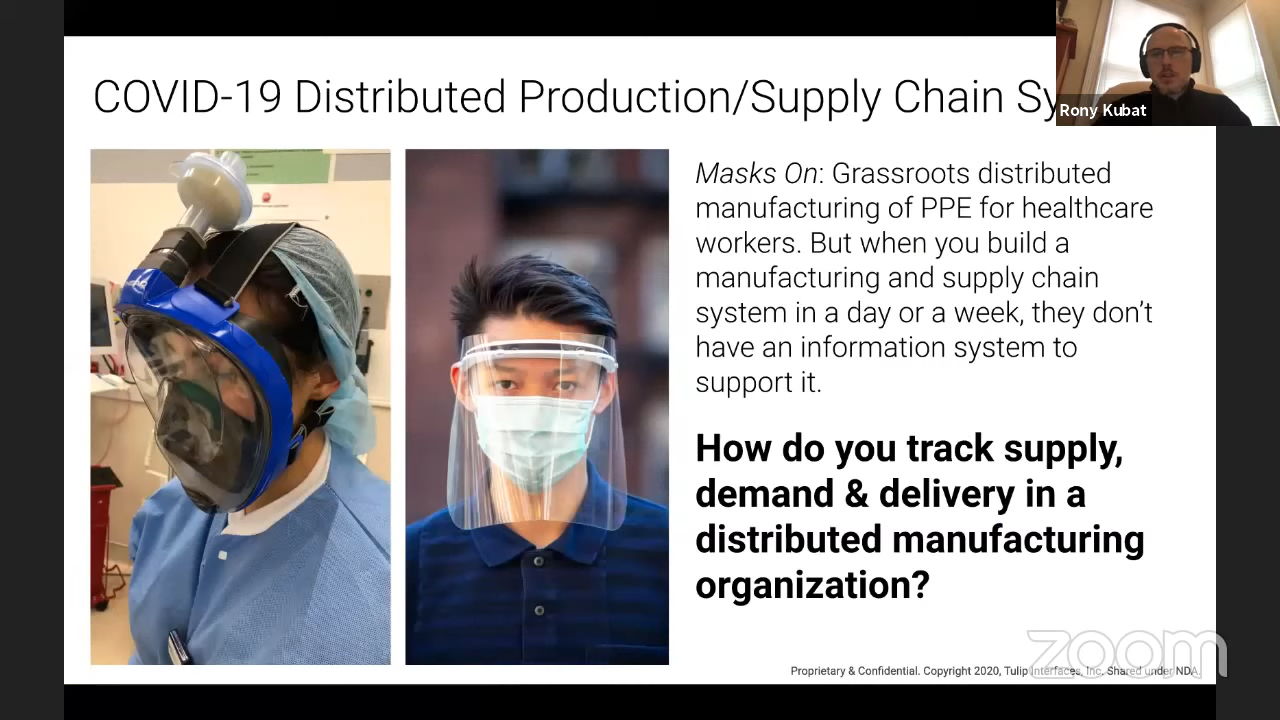 COVID-19 Distributed Production/Supply Chain Sy
Rony Kubat
Masks On: Grassroots distributed
manufacturing of PPE for healthcare
workers. But when you build a
manufacturing and supply chain
system in a day or a week, they don’t
have an information system to
support it.
How do you track supply,
demand & delivery in a
distributed manufacturing
organization?
zoom
Proprietary & Confidential. Copyright 2020, Tulip Interfaces, Inc. Shared under NDA